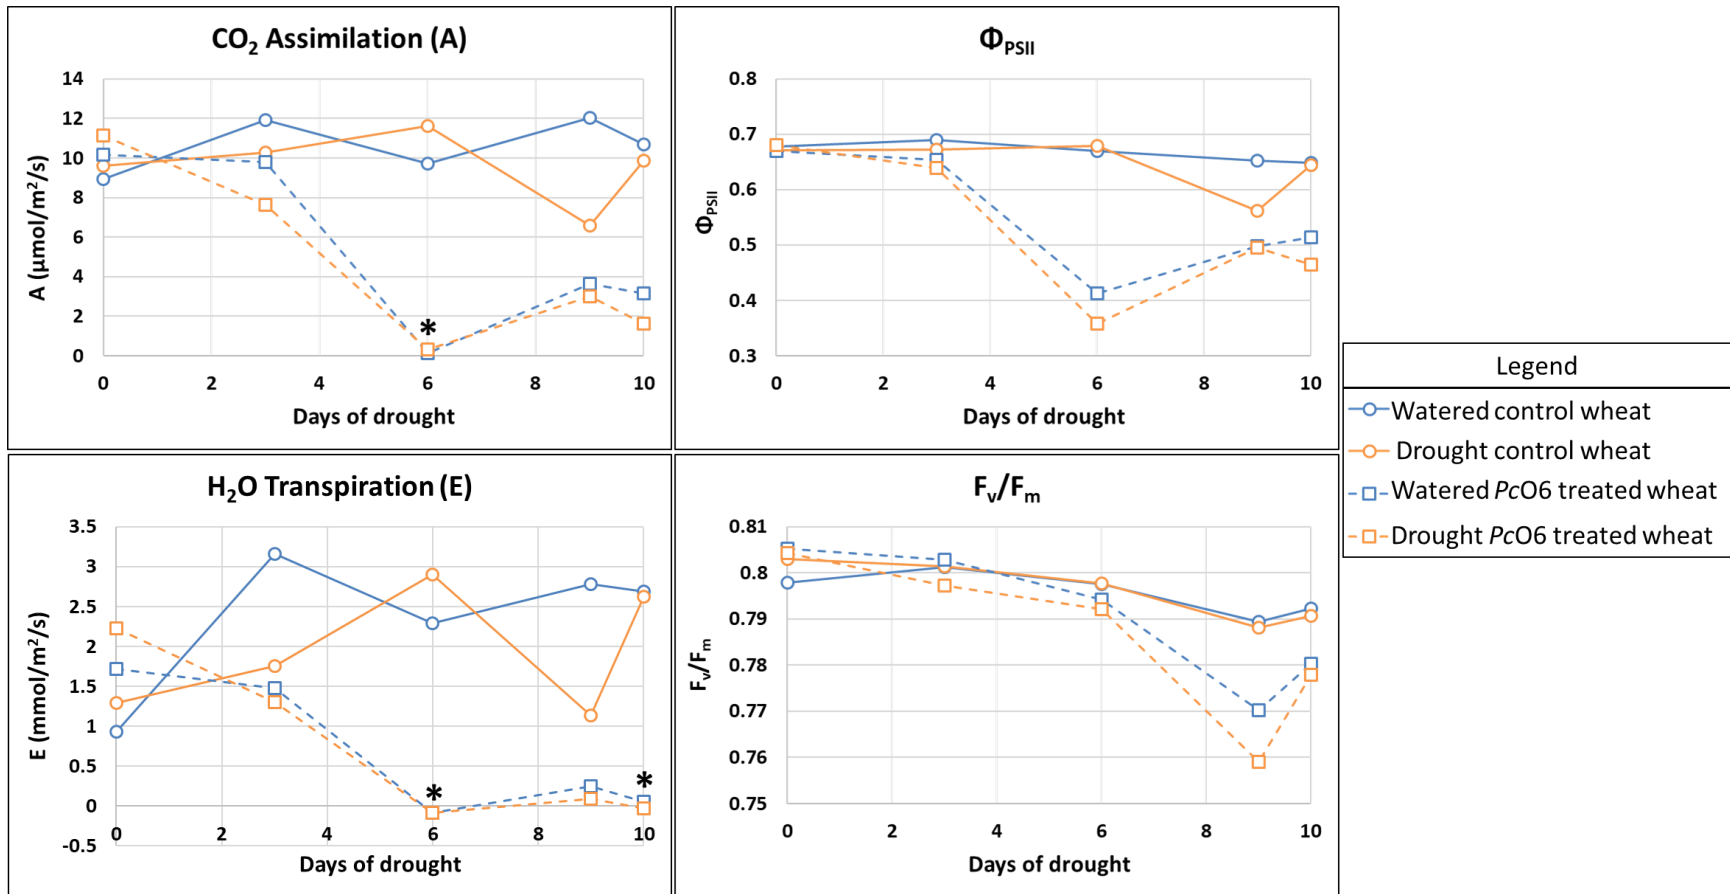 CO₂ Assimilation (A)
14
12
10
8
6
4
2
0
A (µmol/m²/s)
*
0 2 4 6 8 10
Days of drought
Φ_PSII
0.8
0.7
0.6
0.5
0.4
0.3
Φ_PSII
0 2 4 6 8 10
Days of drought
H₂O Transpiration (E)
3.5
3
2.5
2
1.5
1
0.5
0
-0.5
E (mmol/m²/s)
* *
0 2 4 6 8 10
Days of drought
Fᵥ/Fₘ
0.81
0.8
0.79
0.78
0.77
0.76
0.75
Fᵥ/Fₘ
0 2 4 6 8 10
Days of drought
Legend
Watered control wheat
Drought control wheat
Watered PcO6 treated wheat
Drought PcO6 treated wheat